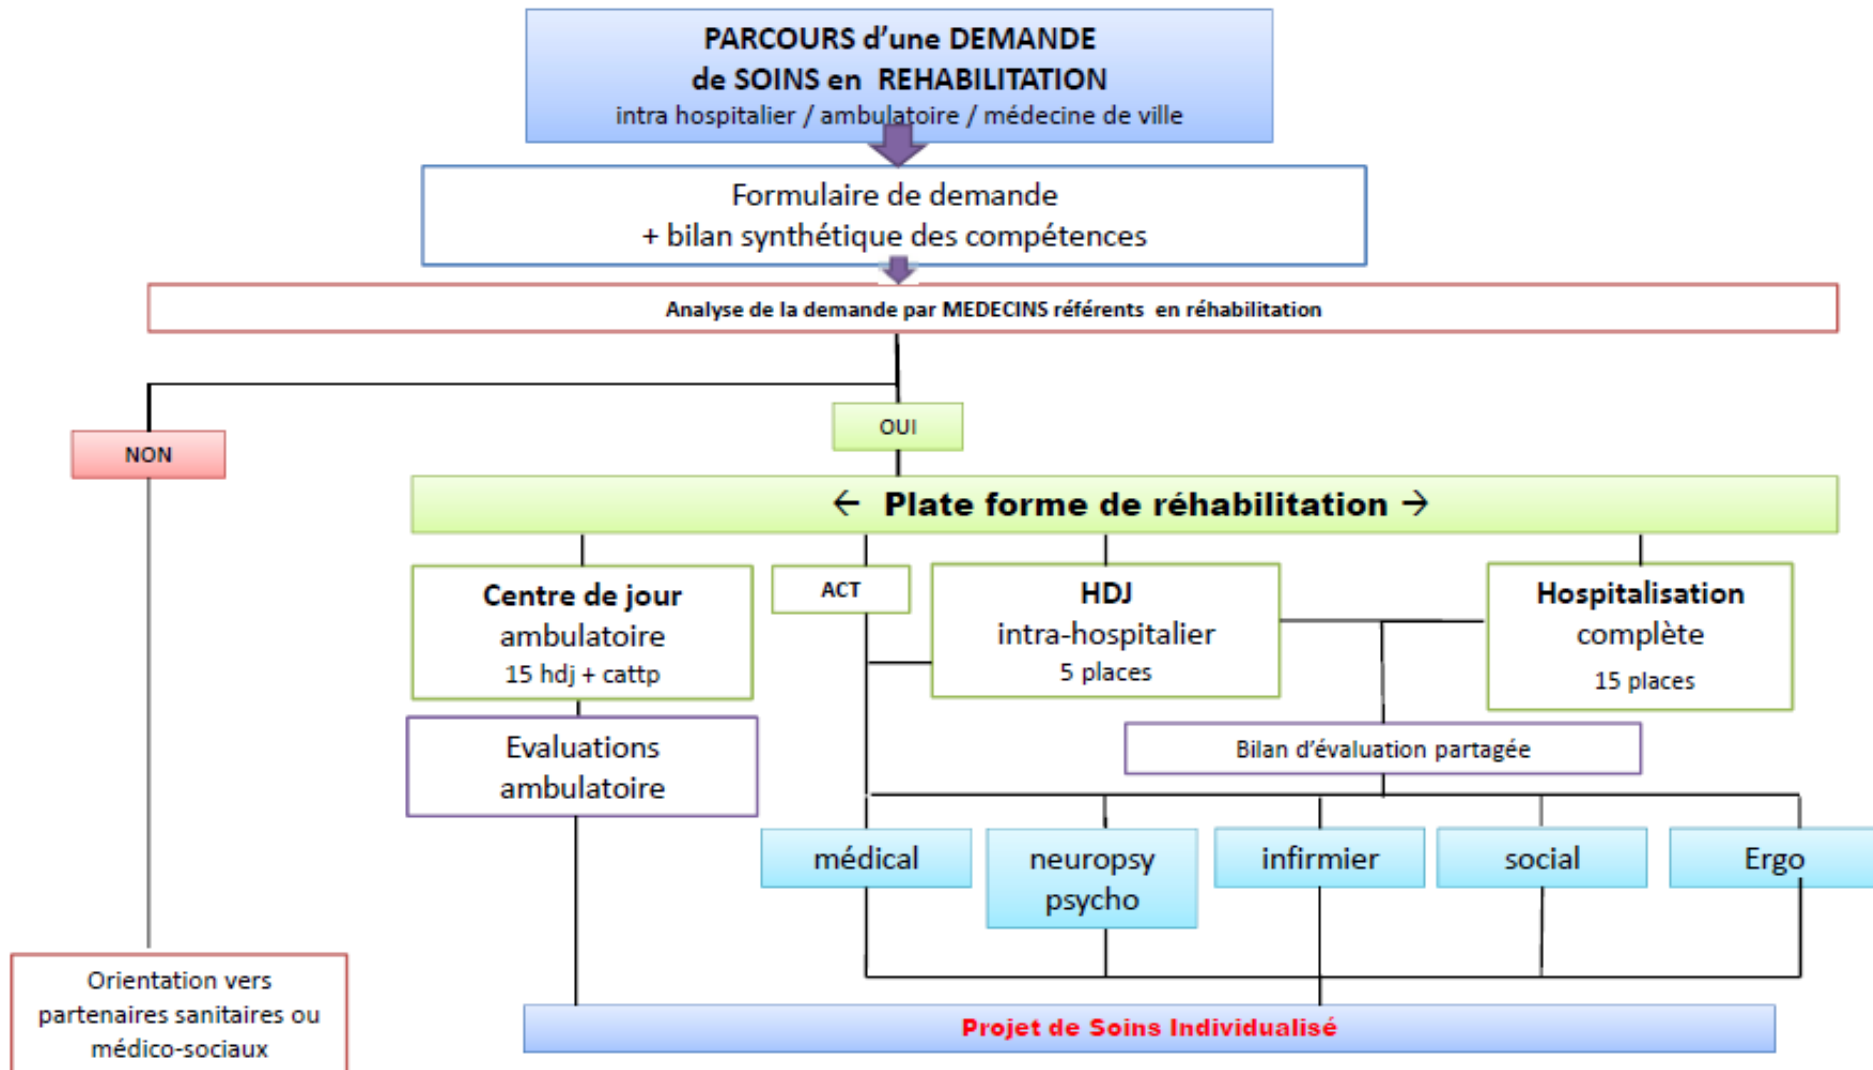 PARCOURS d’une DEMANDE
de SOINS en REHABILITATION
intra hospitalier / ambulatoire / médecine de ville
Formulaire de demande
+ bilan synthétique des compétences
Analyse de la demande par MEDECINS référents en réhabilitation
NON
OUI
← Plate forme de réhabilitation →
Centre de jour
ambulatoire
15 hdj + cattp
ACT
HDJ
intra-hospitalier
5 places
Hospitalisation
complète
15 places
Evaluations
ambulatoire
Bilan d’évaluation partagée
médical
neuropsy
psycho
infirmier
social
Ergo
Orientation vers
partenaires sanitaires ou
médico-sociaux
Projet de Soins Individualisé